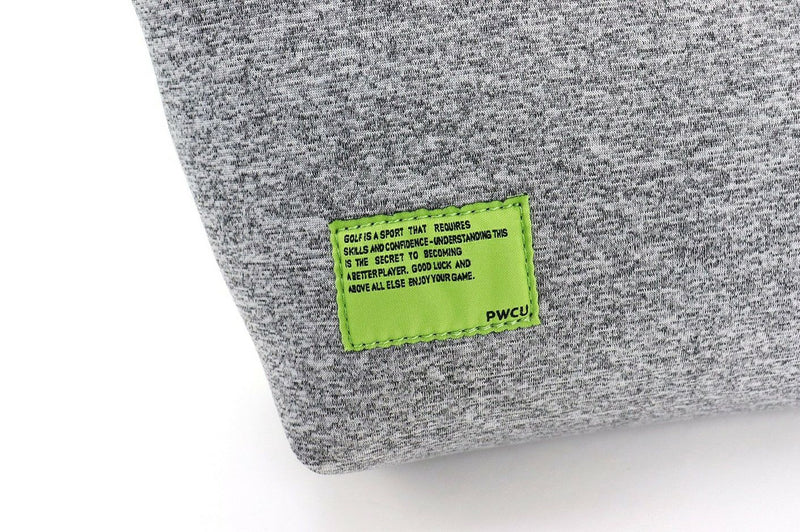 GOLF IS A SPORT THAT REQUIRES
SKILLS AND CONFIDENCE-UNDERSTANDING THIS
IS THE SECRET TO BECOMING
A BETTER PLAYER. GOOD LUCK AND
ABOVE ALL ELSE ENJOY YOUR GAME.
PWCU